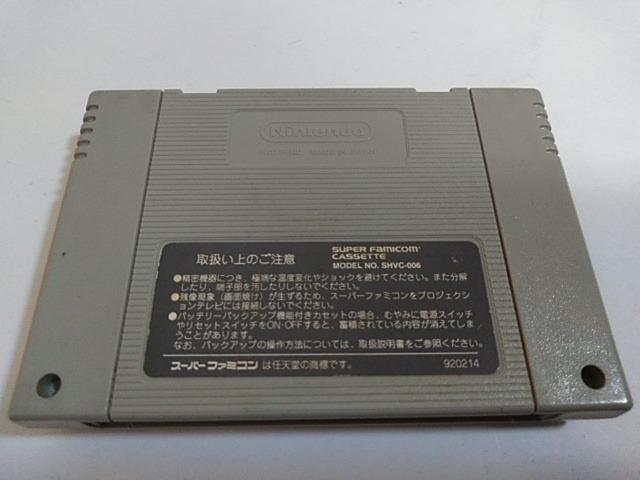 Nintendo
MADE IN JAPAN
取扱い上のご注意
SUPER FAMICOM
CASSETTE
MODEL NO. SHVC-006
●精密機器につき、極端な温度変化やショックを避けてください。また分解
したり、端子部を汚したりしないでください。
●残像現象（画面焼け）が生ずるため、スーパーファミコンをプロジェクシ
ョンテレビには接続しないでください。
●バッテリーバックアップ機能付きカセットの場合、むやみに電源スイッチ
やリセットスイッチをON・OFFすると、蓄積されている内容が消えてしま
うことがあります。
なお、バックアップの操作方法については、取扱説明書をご参照ください。
スーパーファミコン は任天堂の商標です。
920214